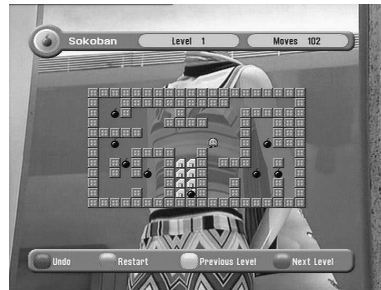 Sokoban Level 1 Moves 102
Undo Restart Previous Level Next Level